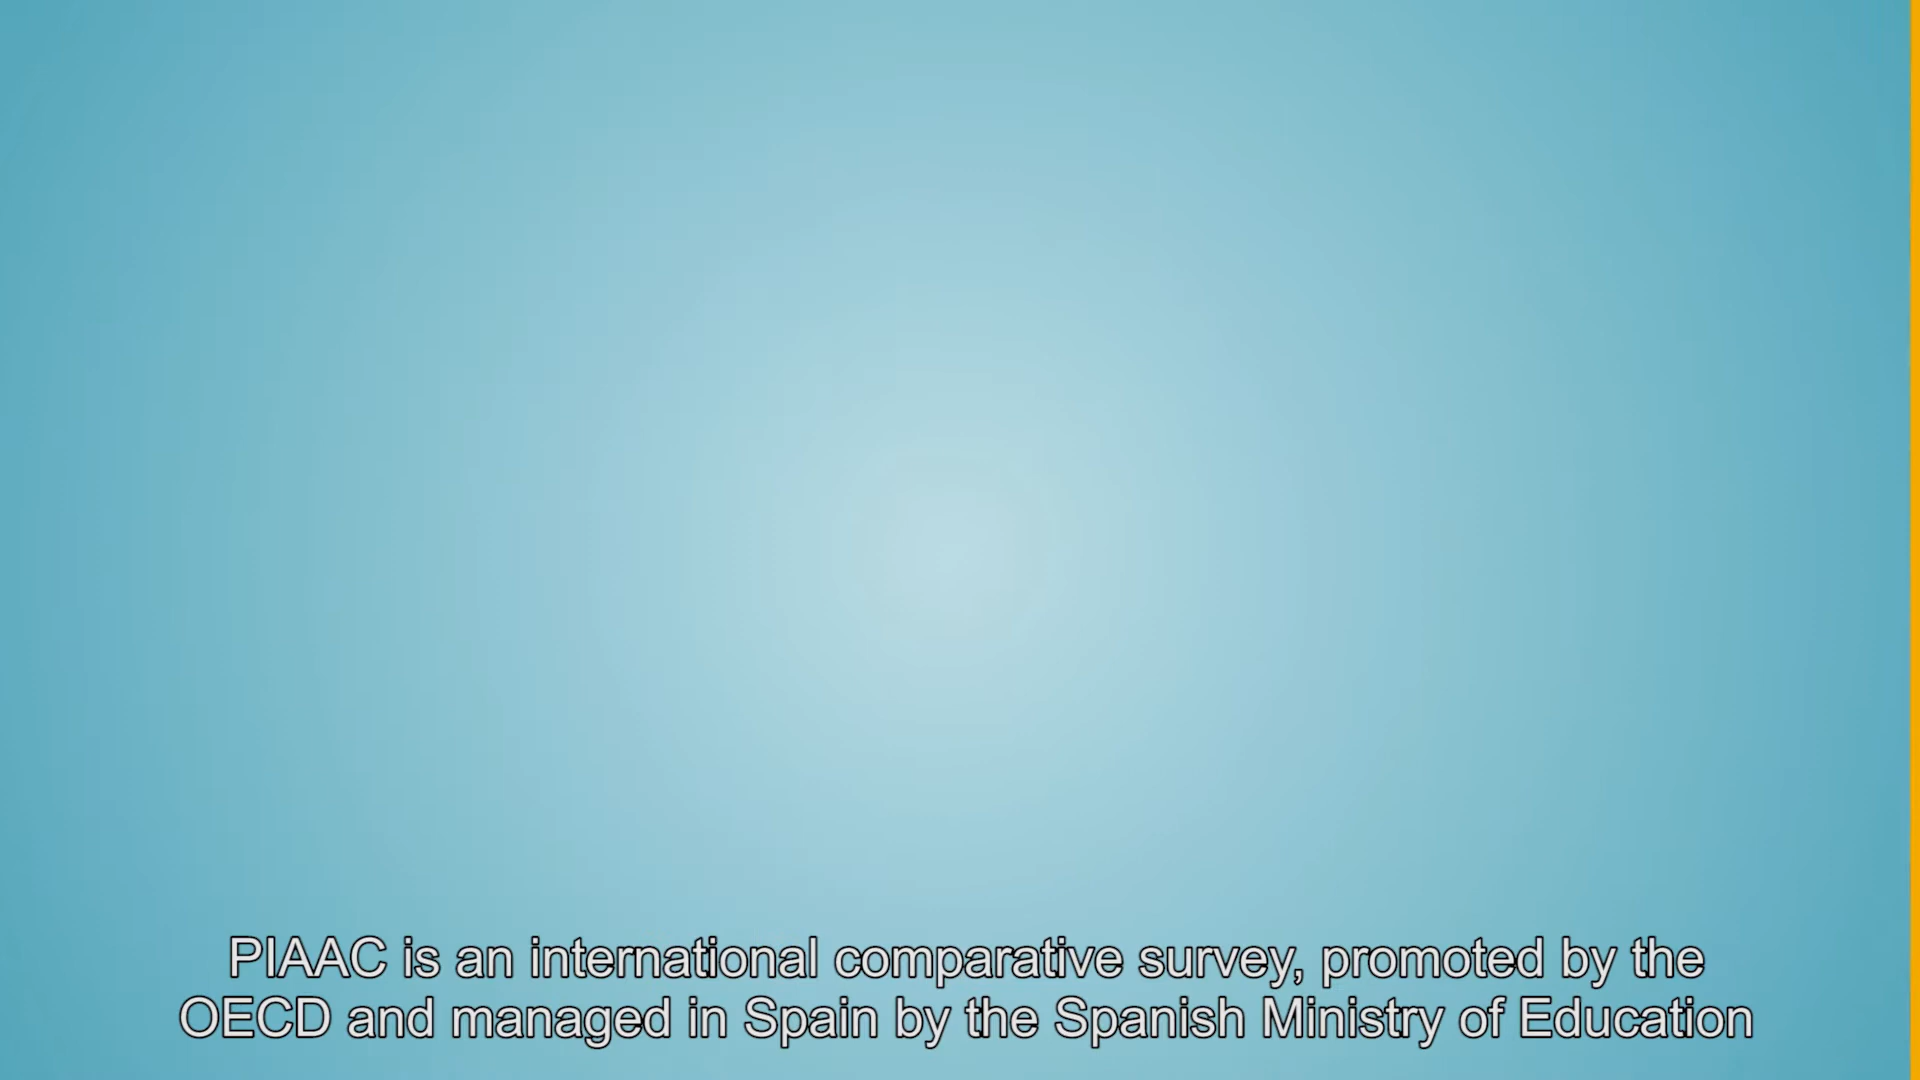 PIAAC is an international comparative survey, promoted by the
OECD and managed in Spain by the Spanish Ministry of Education